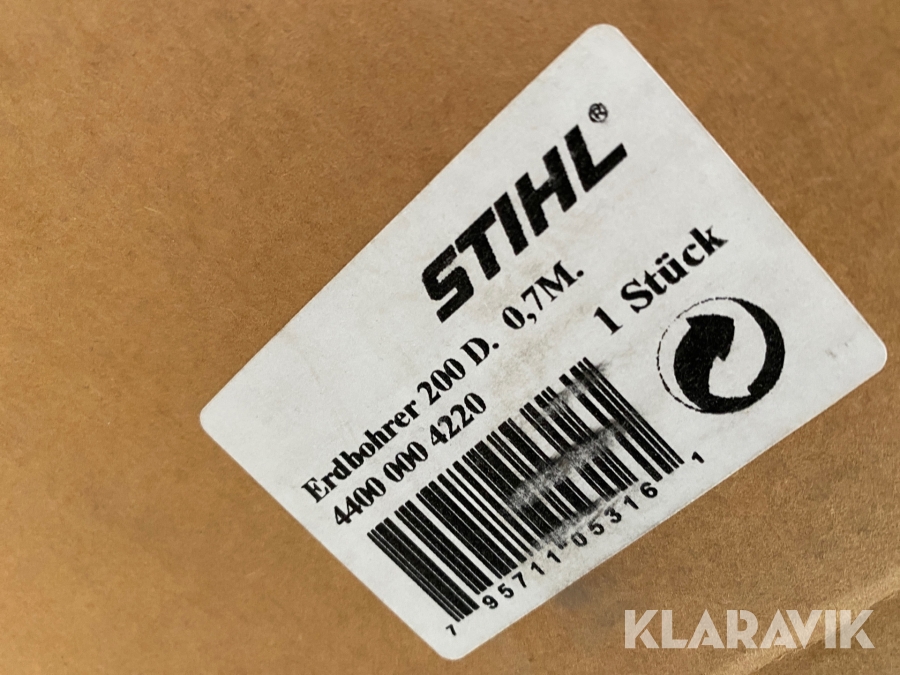 STIHL®
Erdbohrer 200 D. 0,7M.
4400 000 4220
1 Stück
7 95711 05316 1
KLARAVIK